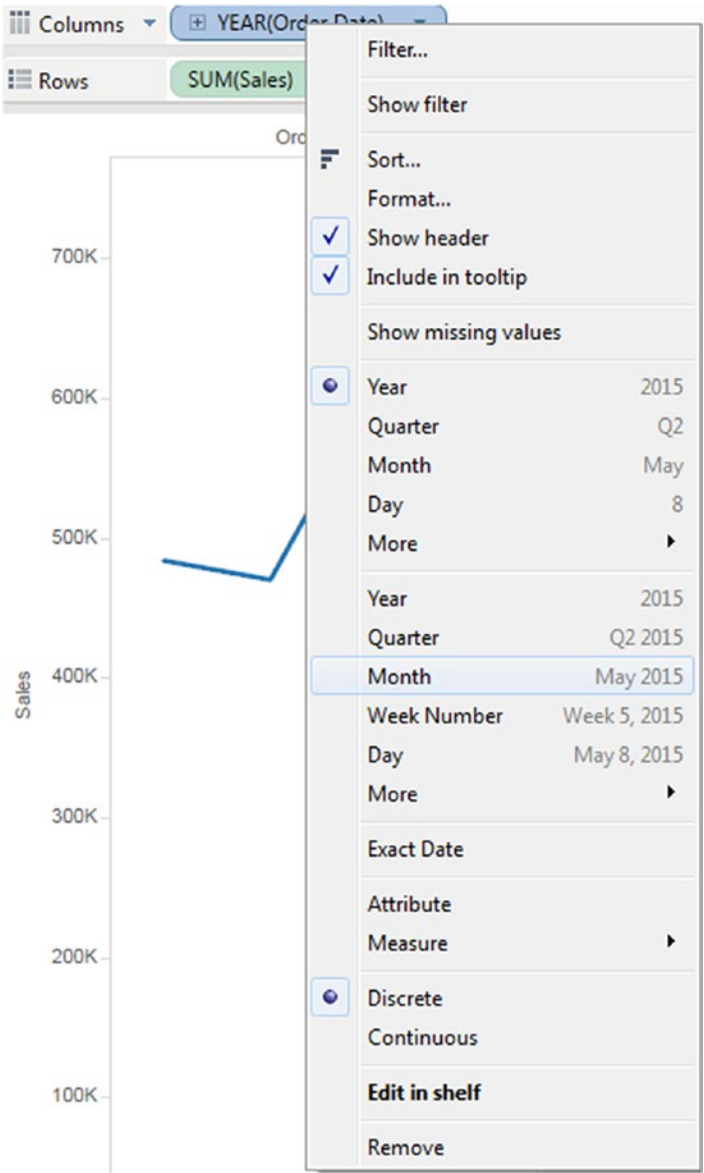 Columns YEAR(Order Date)
Rows SUM(Sales)
Filter...
Show filter
Sort...
Format...
Show header
Include in tooltip
Show missing values
Year 2015
Quarter Q2
Month May
Day 8
More
Year 2015
Quarter Q2 2015
Month May 2015
Week Number Week 5, 2015
Day May 8, 2015
More
Exact Date
Attribute
Measure
Discrete
Continuous
Edit in shelf
Remove
Ord
700K
600K
500K
400K
300K
200K
100K
Sales